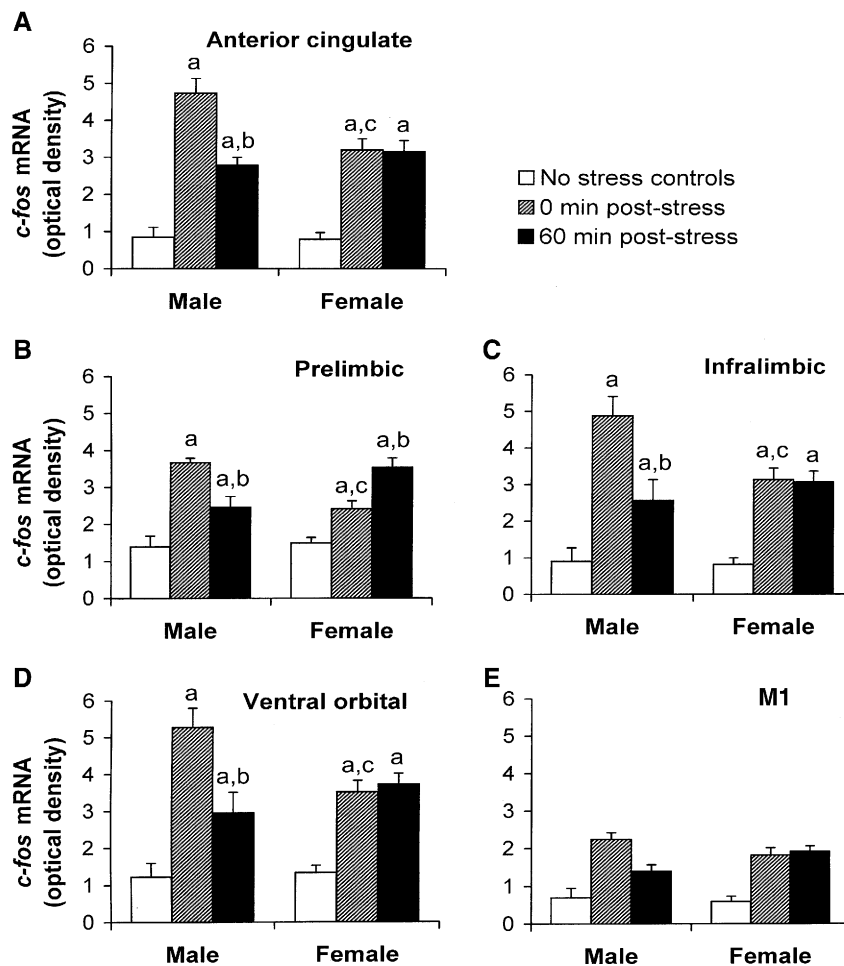 A
Anterior cingulate
c-fos mRNA
(optical density)
6
5
4
3
2
1
0
a
a,b
a,c
a
Male
Female
No stress controls
0 min post-stress
60 min post-stress
B
Prelimbic
c-fos mRNA
(optical density)
6
5
4
3
2
1
0
a
a,b
a,c
a,b
Male
Female
C
Infralimbic
6
5
4
3
2
1
0
a
a,b
a,c
a
Male
Female
D
Ventral orbital
c-fos mRNA
(optical density)
6
5
4
3
2
1
0
a
a,b
a,c
a
Male
Female
E
M1
6
5
4
3
2
1
0
Male
Female